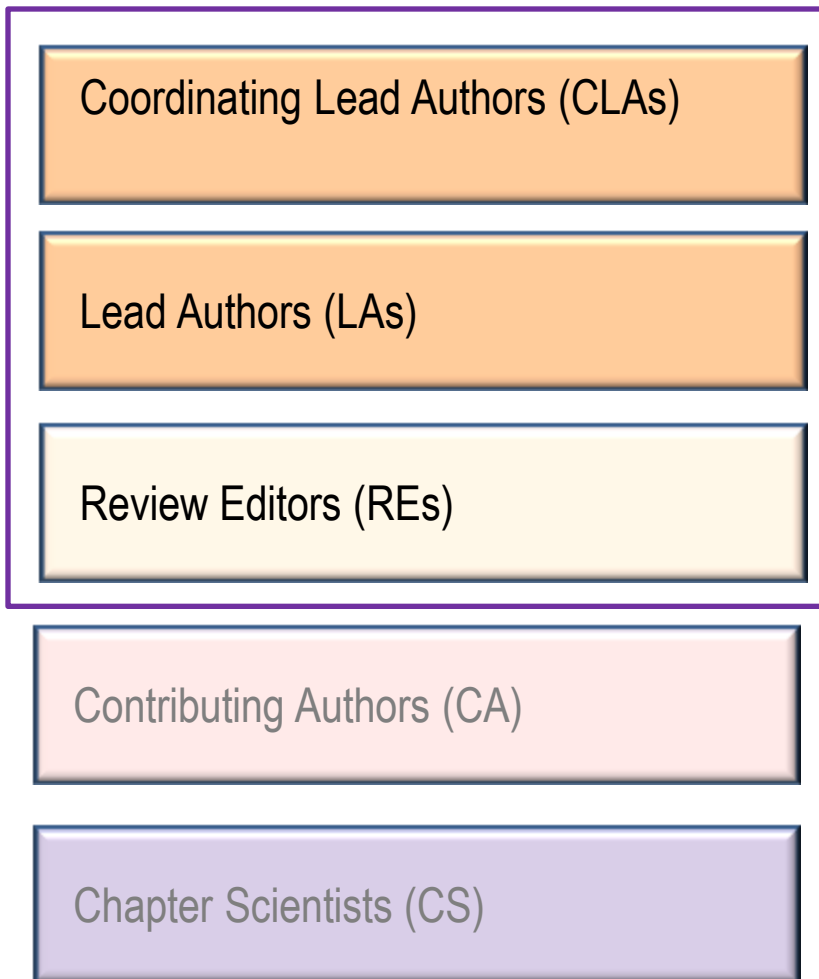 Coordinating Lead Authors (CLAs)
Lead Authors (LAs)
Review Editors (REs)
Contributing Authors (CA)
Chapter Scientists (CS)